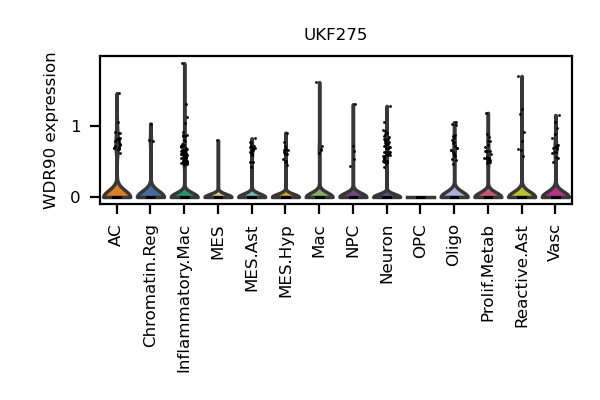 UKF275
WDR90 expression
1
0
AC
Chromatin.Reg
Inflammatory.Mac
MES
MES.Ast
MES.Hyp
Mac
NPC
Neuron
OPC
Oligo
Prolif.Metab
Reactive.Ast
Vasc